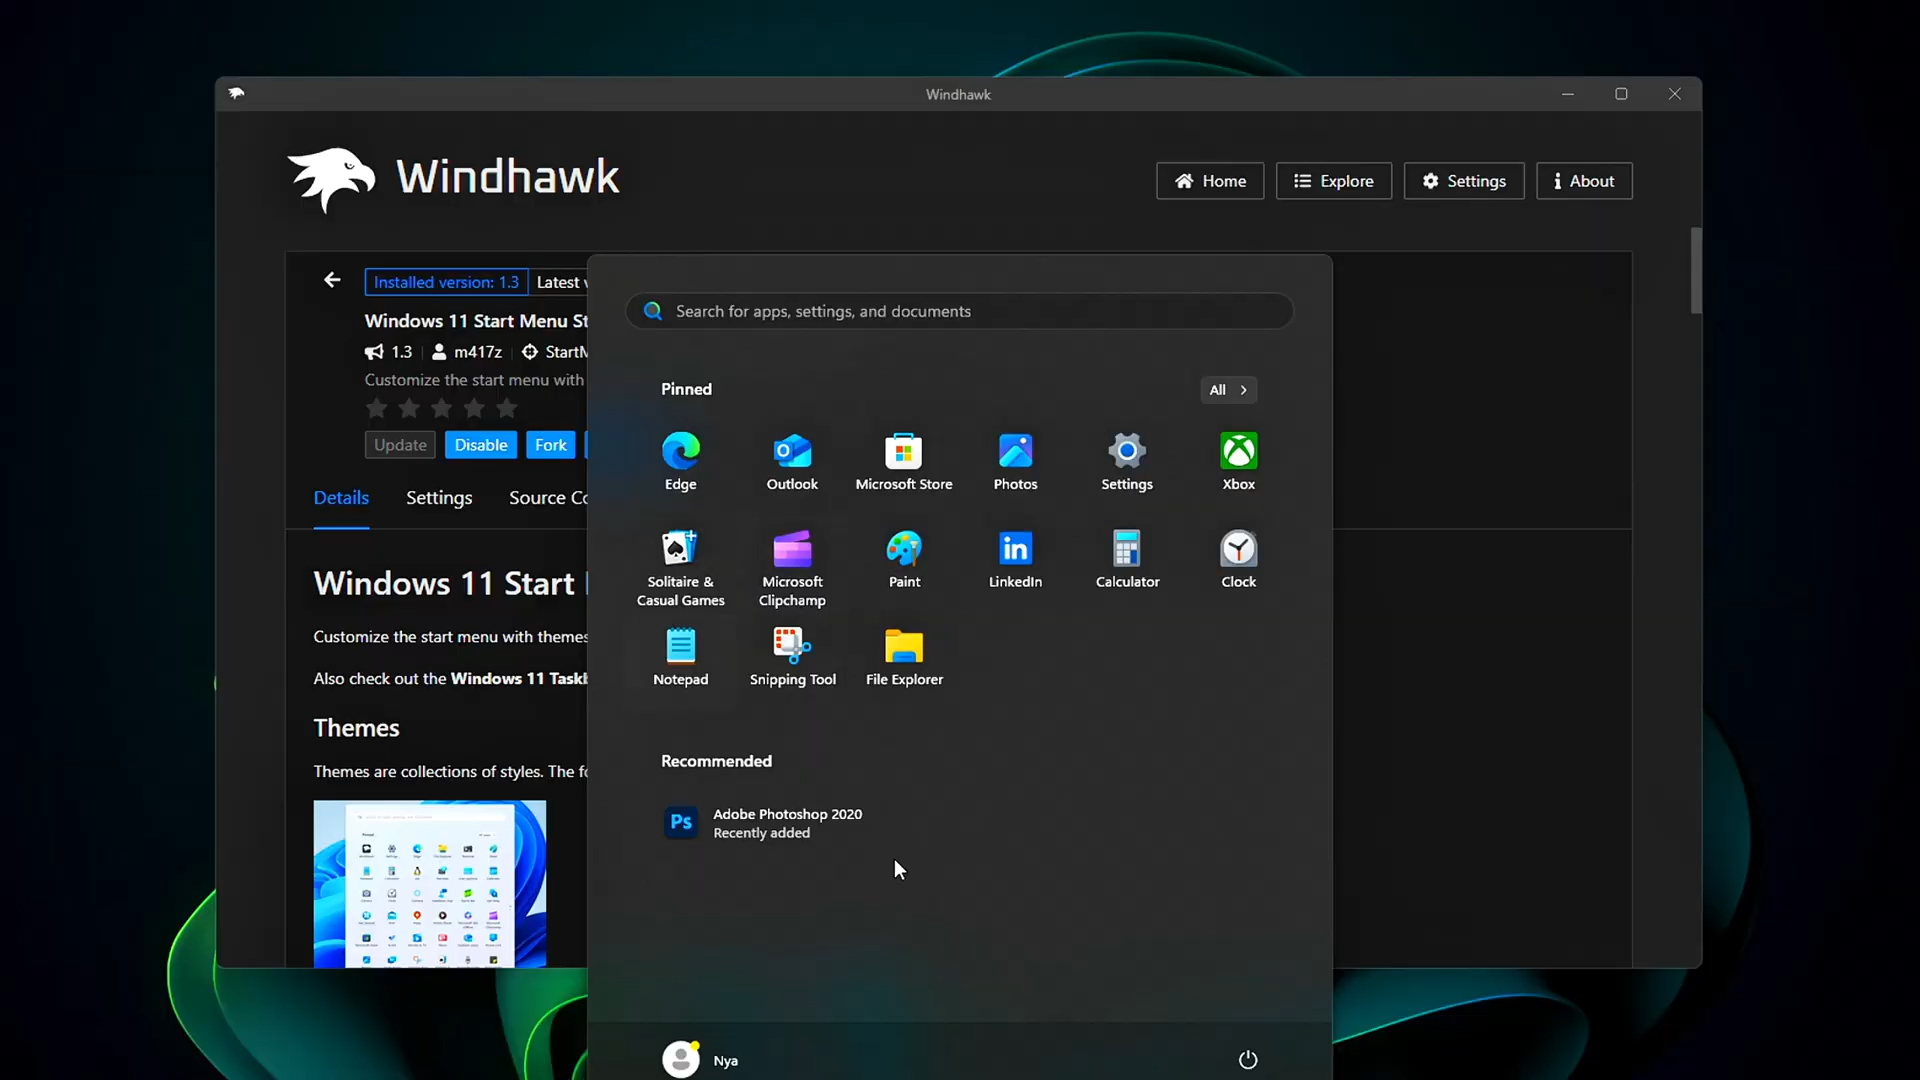 Windhawk
Windhawk
Home
Explore
Settings
About
Installed version: 1.3
Latest
Windows 11 Start Menu St
1.3
m417z
StartM
Customize the start menu with
Update
Disable
Fork
Details
Settings
Source Co
Windows 11 Start
Customize the start menu with themes
Also check out the Windows 11 Taskb
Themes
Themes are collections of styles. The fo
Search for apps, settings, and documents
Pinned
All
Edge
Outlook
Microsoft Store
Photos
Settings
Xbox
Solitaire &
Casual Games
Microsoft
Clipchamp
Paint
in
LinkedIn
Calculator
Clock
Notepad
Snipping Tool
File Explorer
Recommended
Ps
Adobe Photoshop 2020
Recently added
Nya